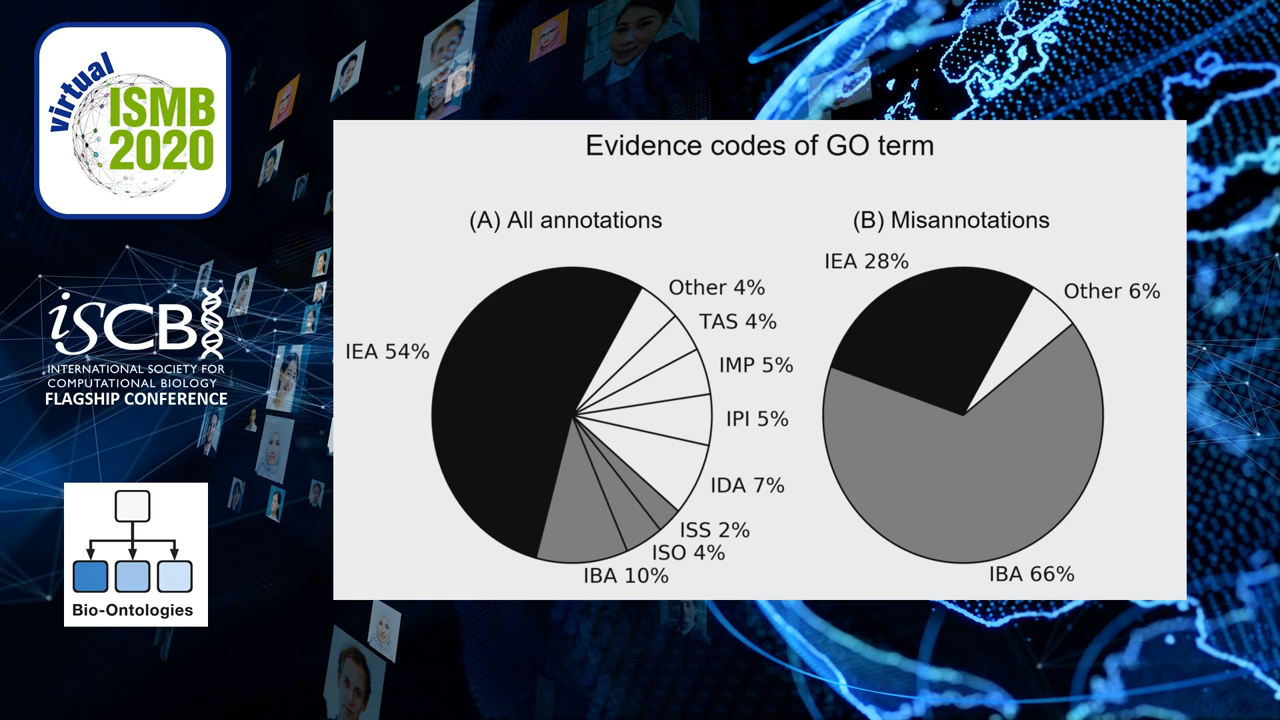 virtual
ISMB
2020
iSCB
INTERNATIONAL SOCIETY FOR
COMPUTATIONAL BIOLOGY
FLAGSHIP CONFERENCE
Bio-Ontologies
Evidence codes of GO term
(A) All annotations
IEA 54%
Other 4%
TAS 4%
IMP 5%
IPI 5%
IDA 7%
ISS 2%
ISO 4%
IBA 10%
(B) Misannotations
IEA 28%
Other 6%
IBA 66%